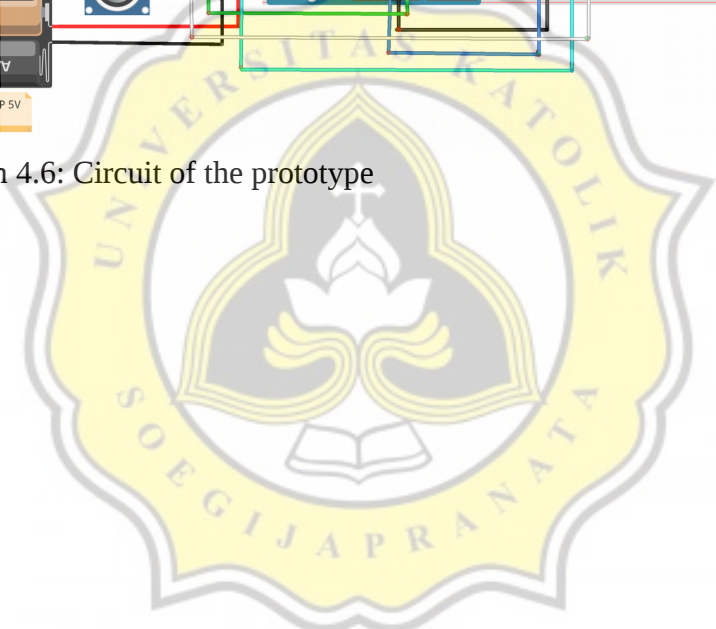 P 5V
4.6: Circuit of the prototype
UNIVERSITAS KATOLIK
SOEGIJAPRANATA